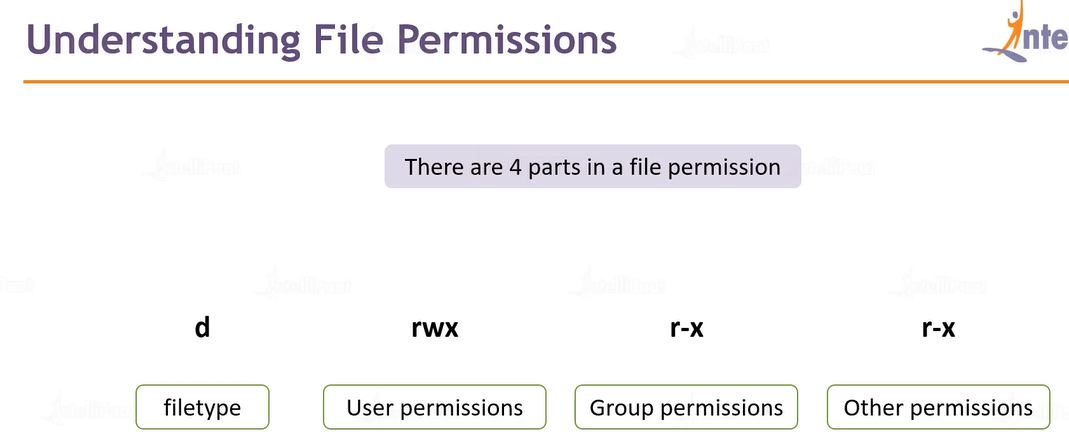 Understanding File Permissions
nte
There are 4 parts in a file permission
d
rwx
r-x
r-x
filetype
User permissions
Group permissions
Other permissions